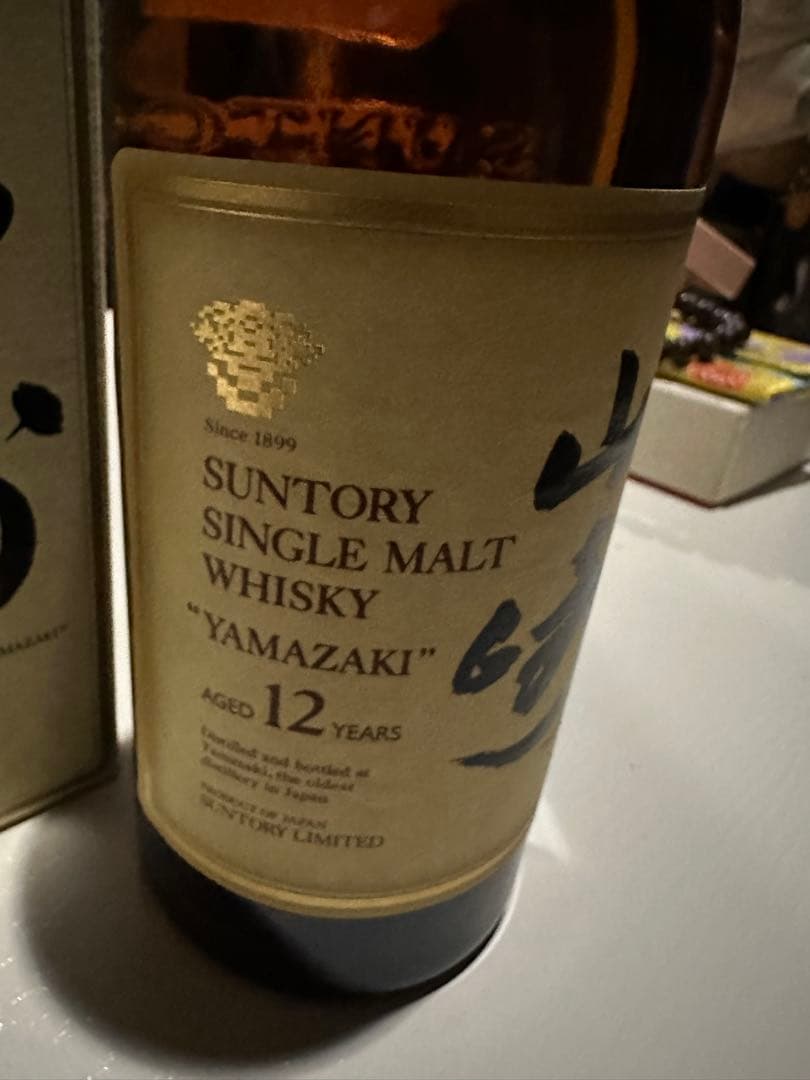 Since 1899
SUNTORY
SINGLE MALT
WHISKY
"YAMAZAKI"
AGED 12 YEARS
Distilled and bottled at
Yamazaki, the oldest
distillery in Japan
PRODUCT OF JAPAN
SUNTORY LIMITED
山崎